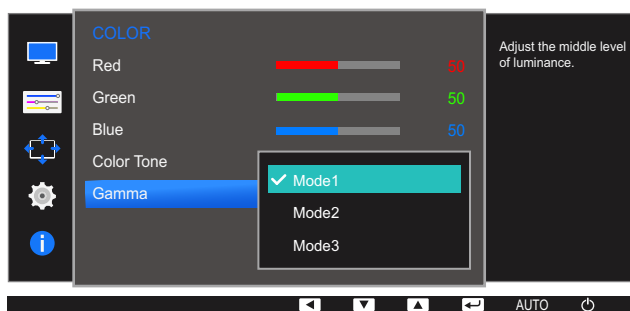 COLOR
Red 50
Green 50
Blue 50
Color Tone
Gamma
Mode1
Mode2
Mode3
Adjust the middle level
of luminance.
AUTO